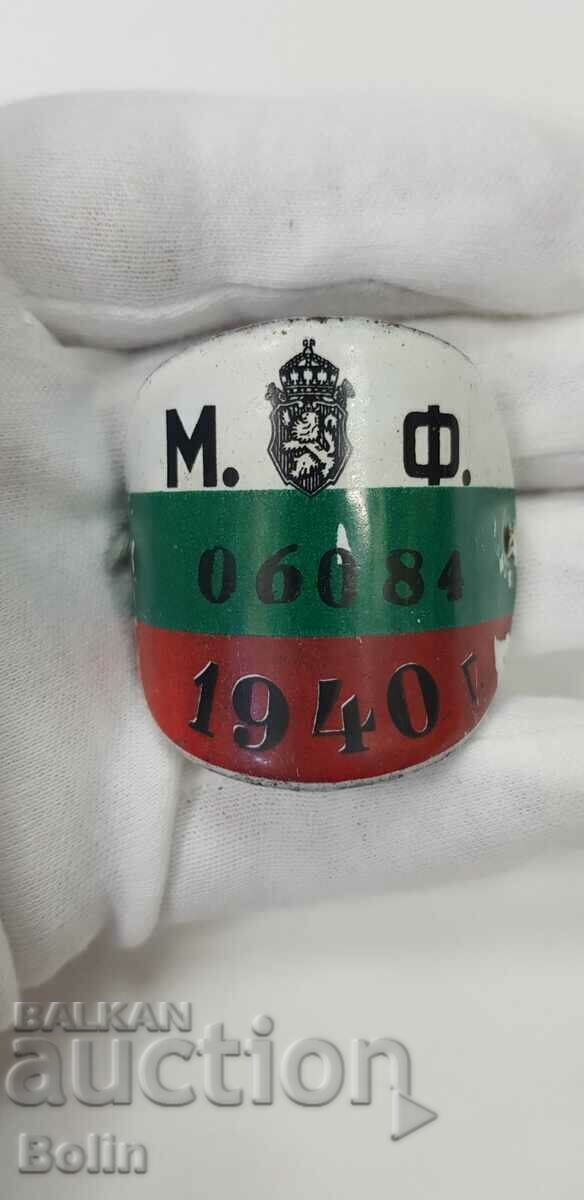 М. Ф.
06084
1940 г.
BALKAN
auction
Bolin